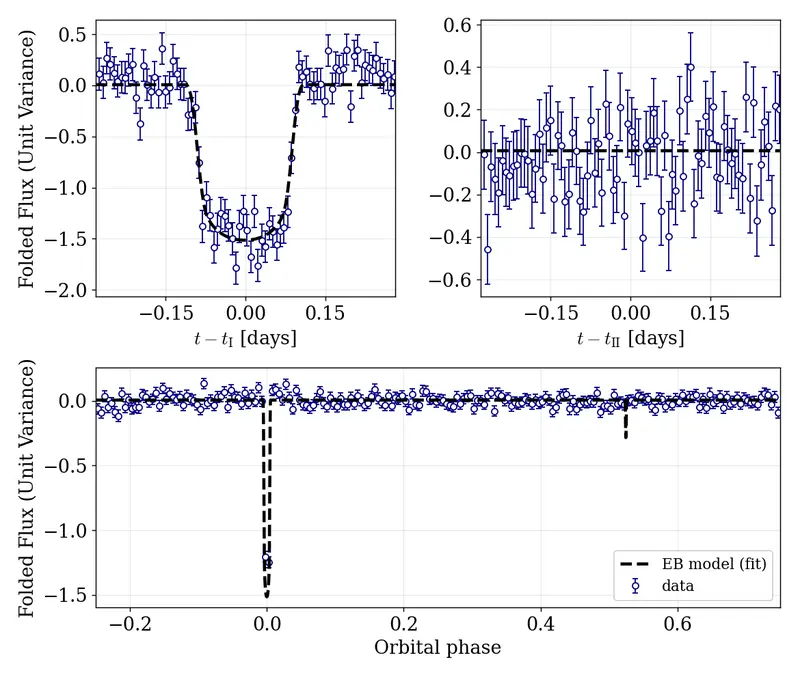 Folded Flux (Unit Variance)
0.5
0.0
−0.5
−1.0
−1.5
−2.0
−0.15 0.00 0.15
t − tI [days]
0.6
0.4
0.2
0.0
−0.2
−0.4
−0.6
−0.15 0.00 0.15
t − tII [days]
Folded Flux (Unit Variance)
0.0
−0.5
−1.0
−1.5
−0.2 0.0 0.2 0.4 0.6
Orbital phase
EB model (fit)
data